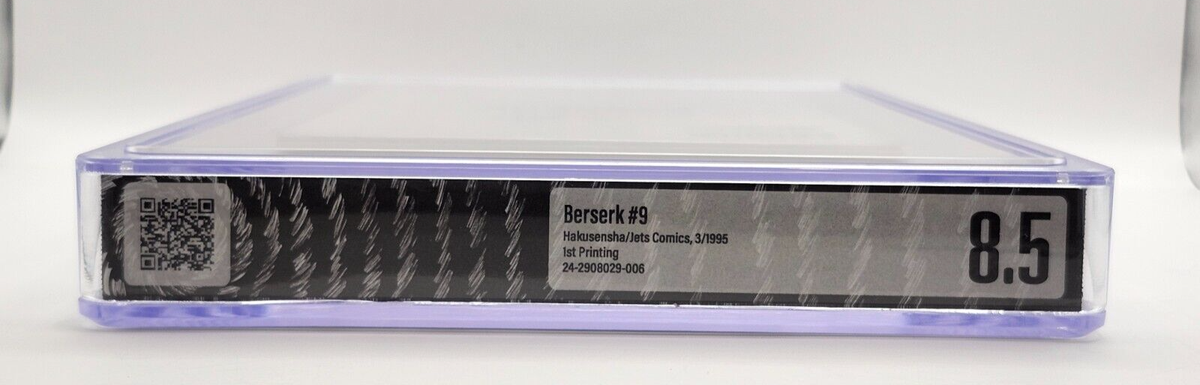 Berserk #9
Hakusensha/Jets Comics, 3/1995
1st Printing
24-2908029-006
8.5